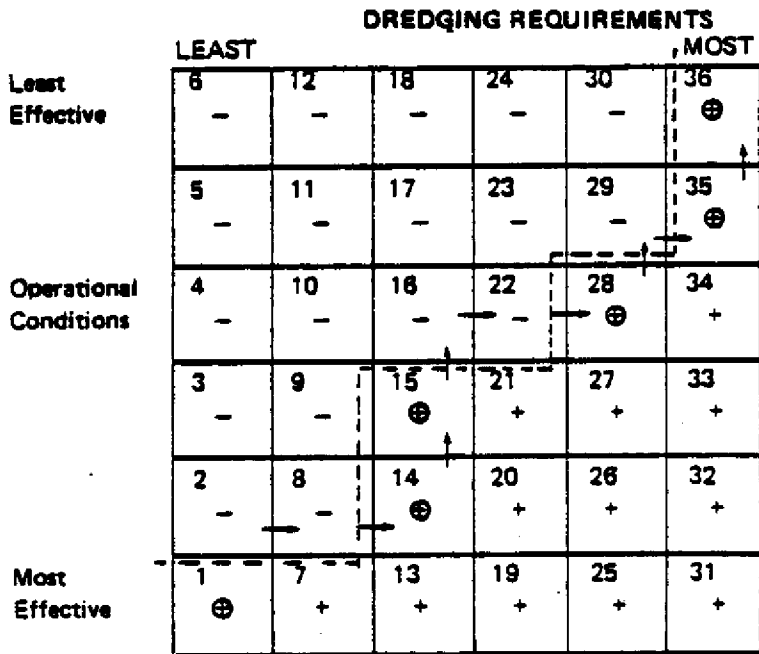 DREDGING REQUIREMENTS
LEAST MOST
Least
Effective
6 12 18 24 30 36
- - - - - ⊕
5 11 17 23 29 35
- - - - - ⊕
Operational
Conditions
4 10 16 22 28 34
- - - - ⊕ +
3 9 15 21 27 33
- - ⊕ + + +
2 8 14 20 26 32
- - ⊕ + + +
Most
Effective
1 7 13 19 25 31
⊕ + + + + +